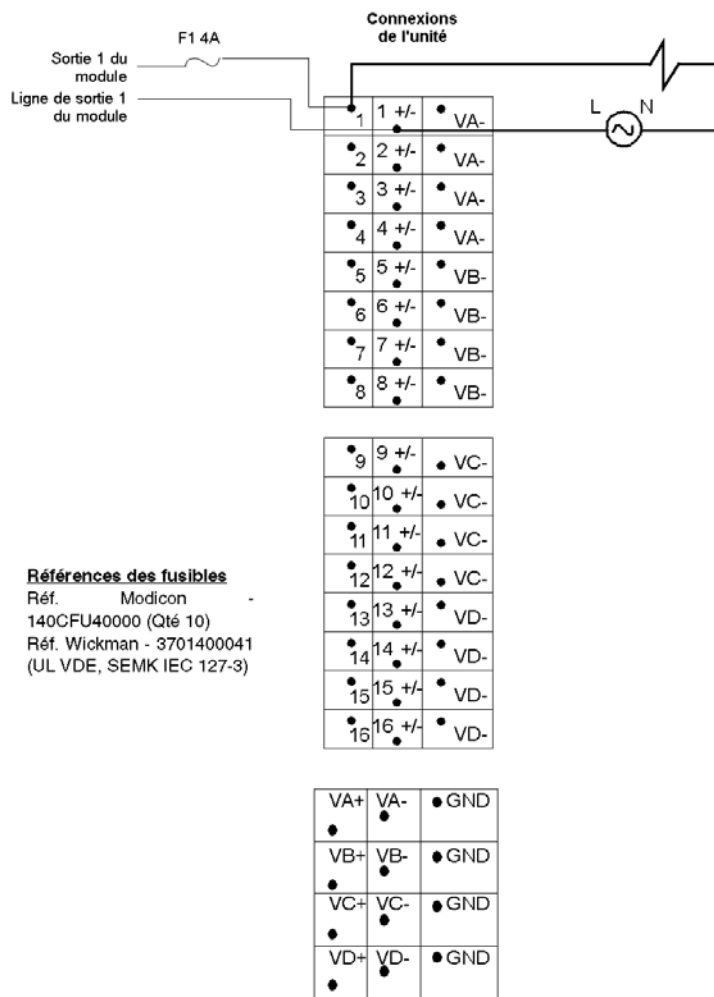 Connexions
de l'unité
F1 4A
Sortie 1 du
module
Ligne de sortie 1
du module
L N
1 1 +/- VA-
2 2 +/- VA-
3 3 +/- VA-
4 4 +/- VA-
5 5 +/- VB-
6 6 +/- VB-
7 7 +/- VB-
8 8 +/- VB-
9 9 +/- VC-
10 10 +/- VC-
11 11 +/- VC-
12 12 +/- VC-
13 13 +/- VD-
14 14 +/- VD-
15 15 +/- VD-
16 16 +/- VD-
Références des fusibles
Réf. Modicon -
140CFU40000 (Qté 10)
Réf. Wickman - 3701400041
(UL VDE, SEMK IEC 127-3)
VA+ VA- GND
VB+ VB- GND
VC+ VC- GND
VD+ VD- GND